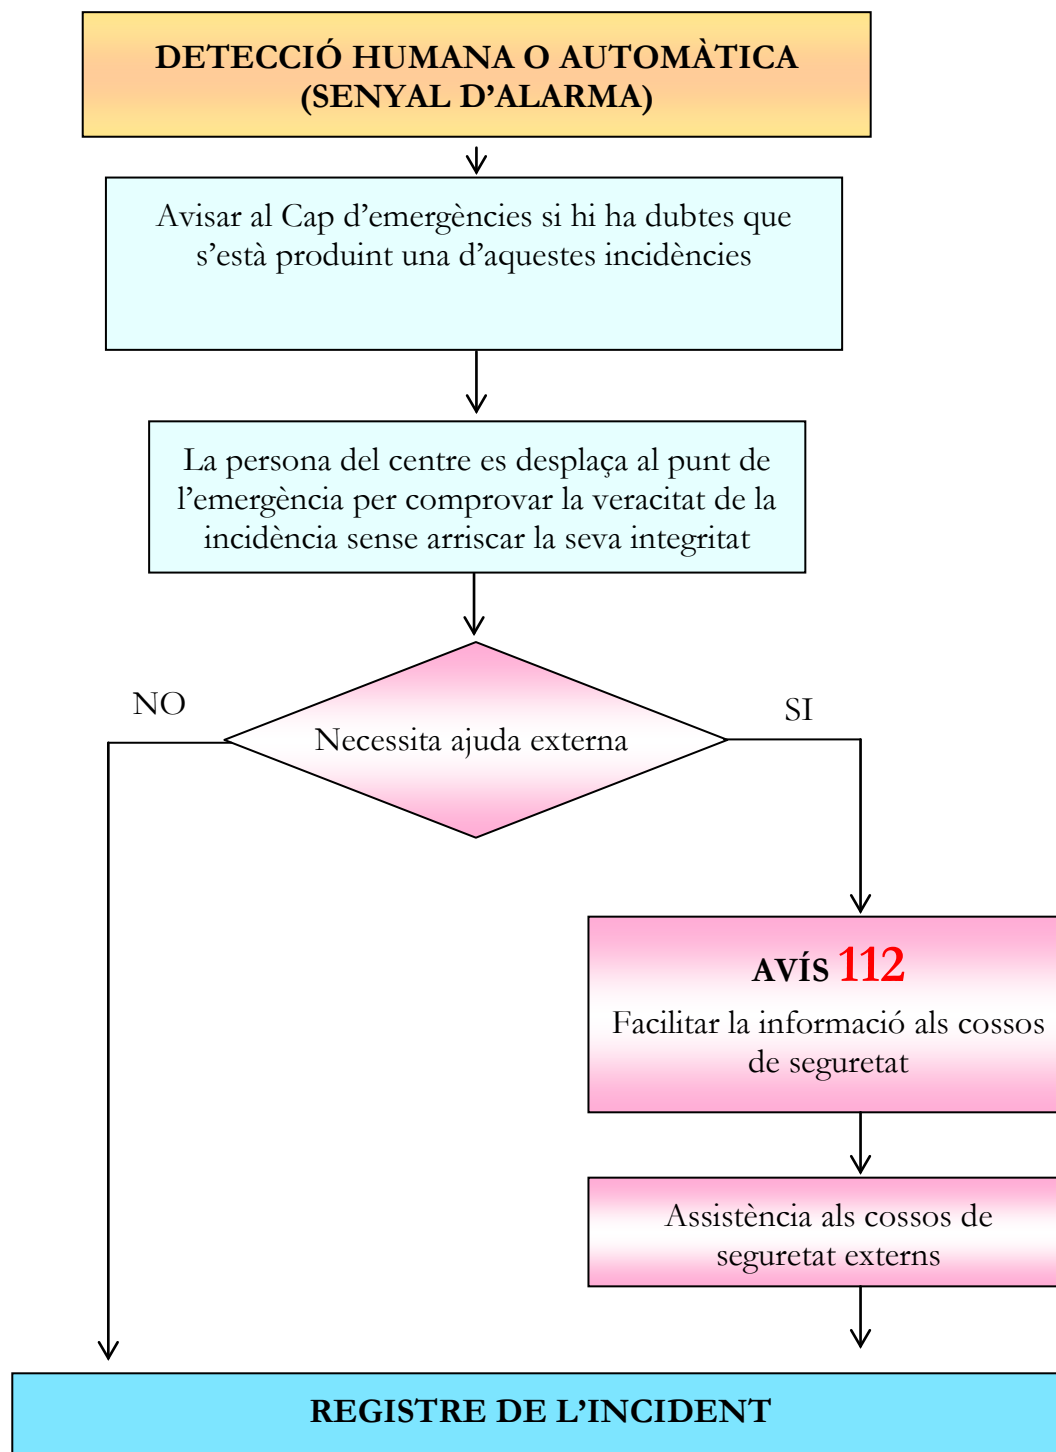 DETECCIÓ HUMANA O AUTOMÀTICA
(SENYAL D’ALARMA)
Avisar al Cap d’emergències si hi ha dubtes que
s’està produint una d’aquestes incidències
La persona del centre es desplaça al punt de
l’emergència per comprovar la veracitat de la
incidència sense arriscar la seva integritat
NO
SI
Necessita ajuda externa
AVÍS 112
Facilitar la informació als cossos
de seguretat
Assistència als cossos de
seguretat externs
REGISTRE DE L’INCIDENT